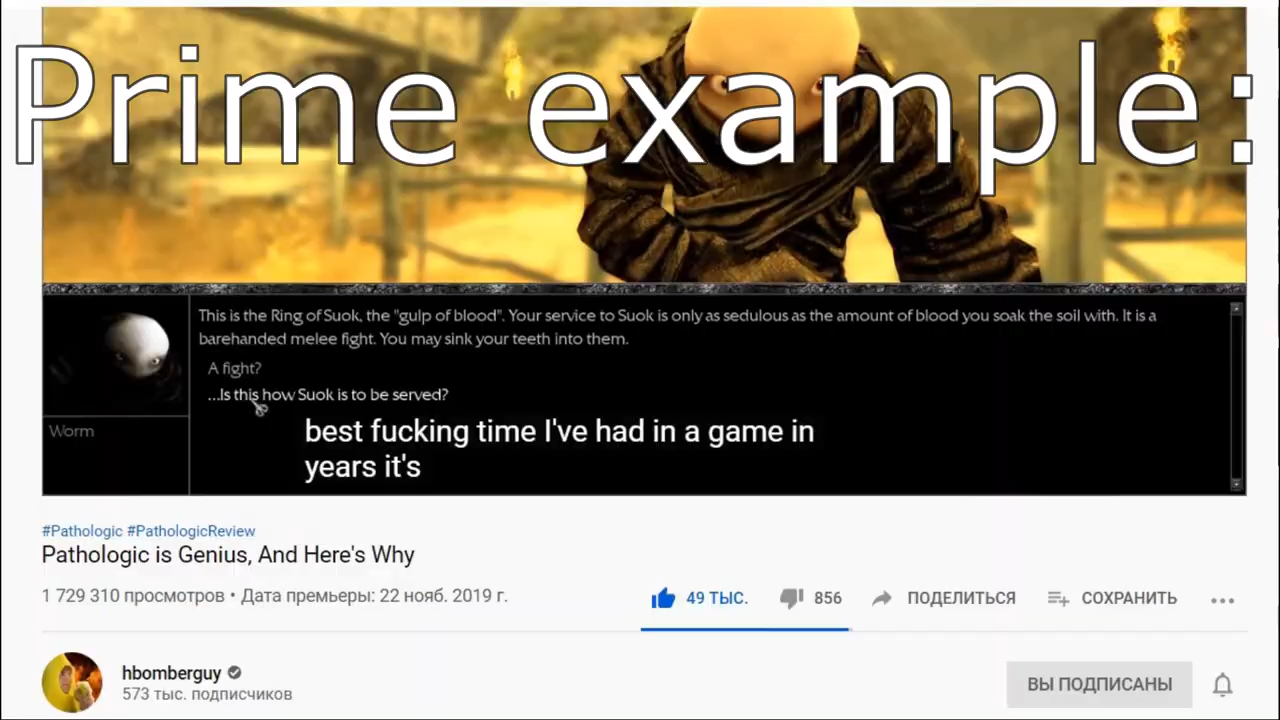 Prime example:
This is the Ring of Suok, the "gulp of blood". Your service to Suok is only as sedulous as the amount of blood you soak the soil with. It is a
barehanded melee fight. You may sink your teeth into them.
A fight?
...Is this how Suok is to be served?
Worm
best fucking time I've had in a game in
years it's
#Pathologic #PathologicReview
Pathologic is Genius, And Here's Why
1 729 310 просмотров • Дата премьеры: 22 нояб. 2019 г.
49 ТЫС.
856
ПОДЕЛИТЬСЯ
СОХРАНИТЬ
hbomberguy
573 тыс. подписчиков
ВЫ ПОДПИСАНЫ